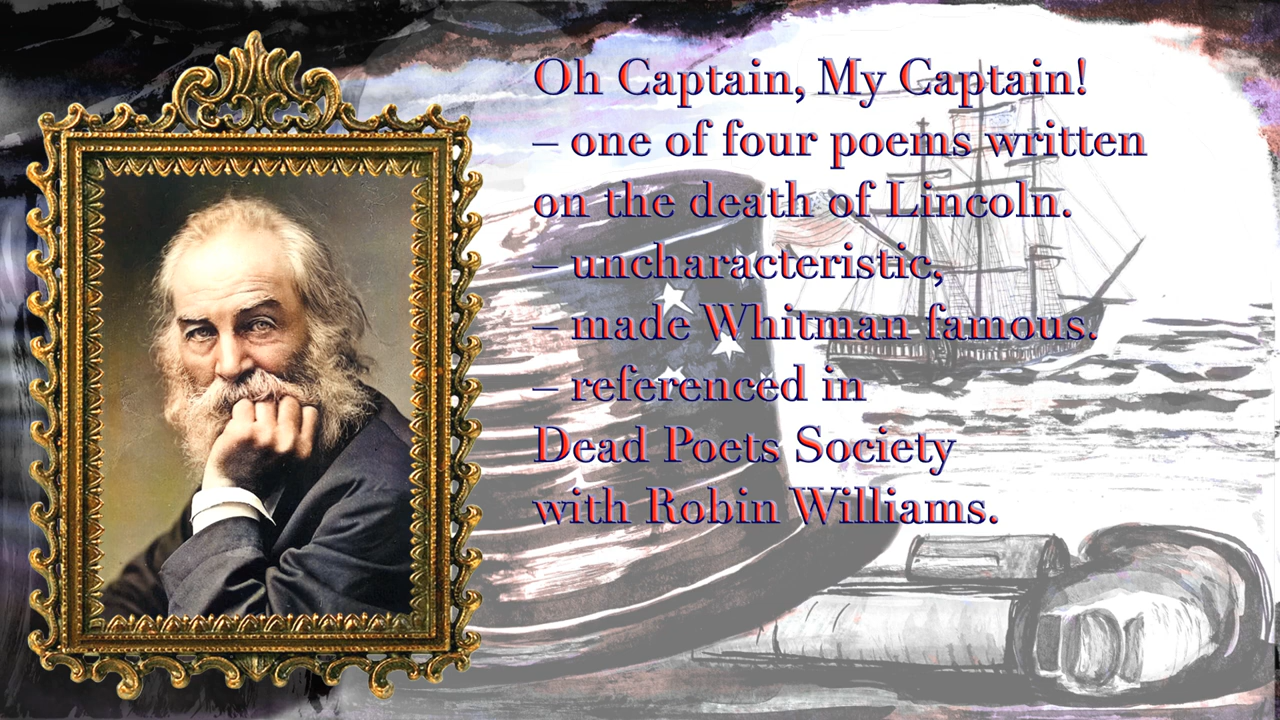 Oh Captain, My Captain!
– one of four poems written
on the death of Lincoln.
– uncharacteristic,
– made Whitman famous.
– referenced in
Dead Poets Society
with Robin Williams.